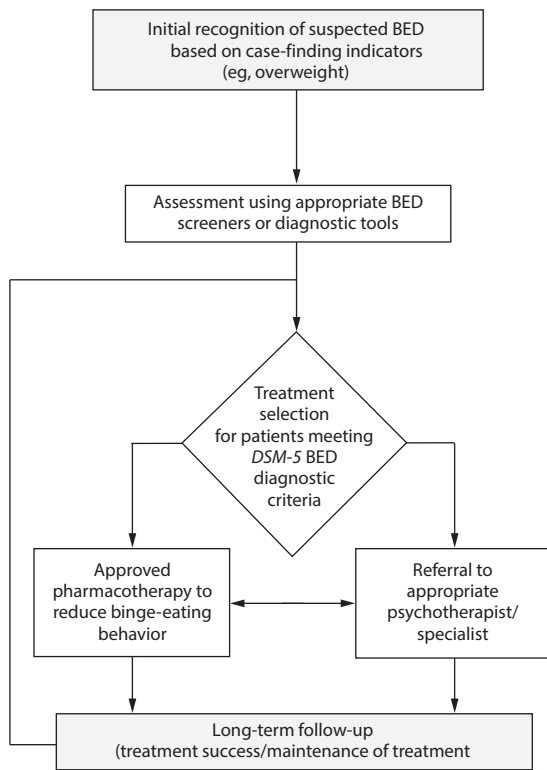 Initial recognition of suspected BED
based on case-finding indicators
(eg, overweight)
Assessment using appropriate BED
screeners or diagnostic tools
Treatment
selection
for patients meeting
DSM-5 BED
diagnostic
criteria
Approved
pharmacotherapy to
reduce binge-eating
behavior
Referral to
appropriate
psychotherapist/
specialist
Long-term follow-up
(treatment success/maintenance of treatment